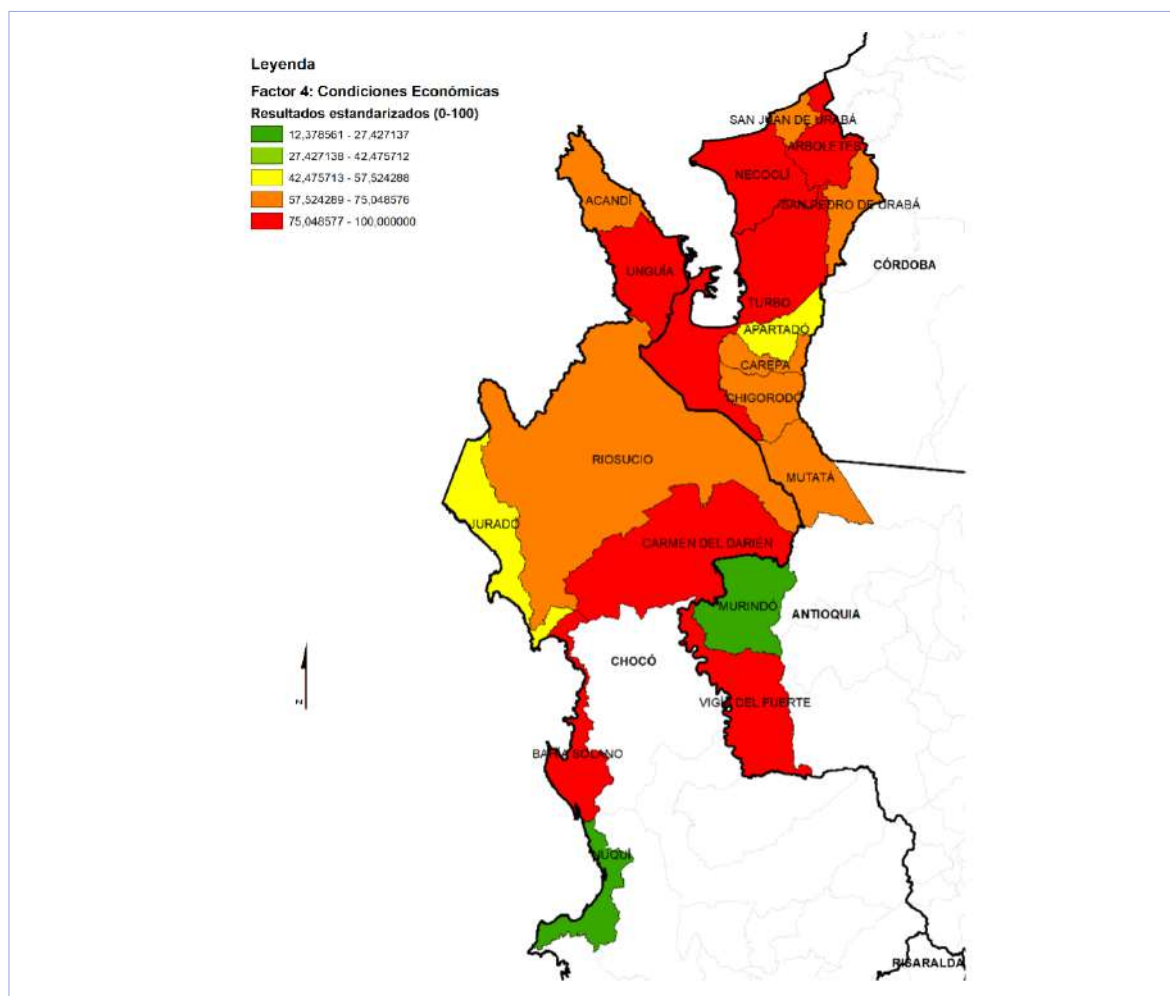 Leyenda
Factor 4: Condiciones Económicas
Resultados estandarizados (0-100)
12,378561 - 27,427137
27,427138 - 42,475712
42,475713 - 57,524288
57,524289 - 75,048576
75,048577 - 100,000000
SAN JUAN DE URABÁ
ARBOLETES
NECOCLÍ
ACANDÍ
SAN PEDRO DE URABÁ
CÓRDOBA
UNGUÍA
TURBO
APARTADÓ
CAREPA
CHIGORODÓ
RIOSUCIO
MUTATÁ
JURADÓ
CARMEN DEL DARIÉN
MURINDÓ
ANTIOQUIA
CHOCÓ
N
VIGÍA DEL FUERTE
BAHÍA SOLANO
NUQUÍ
RISARALDA